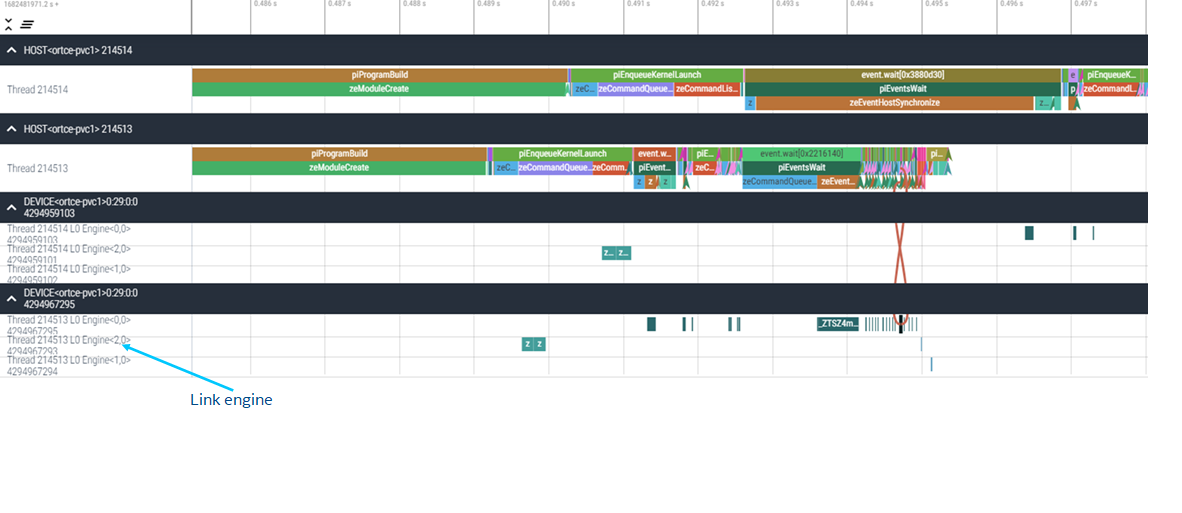 1682481971.2 s +
0.486 s 0.487 s 0.488 s 0.489 s 0.490 s 0.491 s 0.492 s 0.493 s 0.494 s 0.495 s 0.496 s 0.497 s
HOST<ortce-pvc1> 214514
piProgramBuild piEnqueueKernelLaunch event.wait[0x3880d30] e piEnqueueK...
Thread 214514
zeModuleCreate zeC... zeCommandQueue... zeCommandLis... piEventsWait p. zeCommandL...
z zeEventHostSynchronize z...
HOST<ortce-pvc1> 214513
piProgramBuild piEnqueueKernelLaunch event.w... piE... event.wait[0x2216140] pi...
Thread 214513
zeModuleCreate zeC... zeCommandQueue... zeComm... piEvent... zeC... piEventsWait
z z z zeCommandQueue... zeEvent...
DEVICE<ortce-pvc1>0:29:0:0
4294959103
Thread 214514 L0 Engine<0,0>
4294959103
Thread 214514 L0 Engine<2,0>
4294959101
z... z...
Thread 214514 L0 Engine<1,0>
4294959102
DEVICE<ortce-pvc1>0:29:0:0
4294967295
Thread 214513 L0 Engine<0,0>
4294967295
_ZTSZ4m...
Thread 214513 L0 Engine<2,0>
4294967293
z z
Thread 214513 L0 Engine<1,0>
4294967294
Link engine